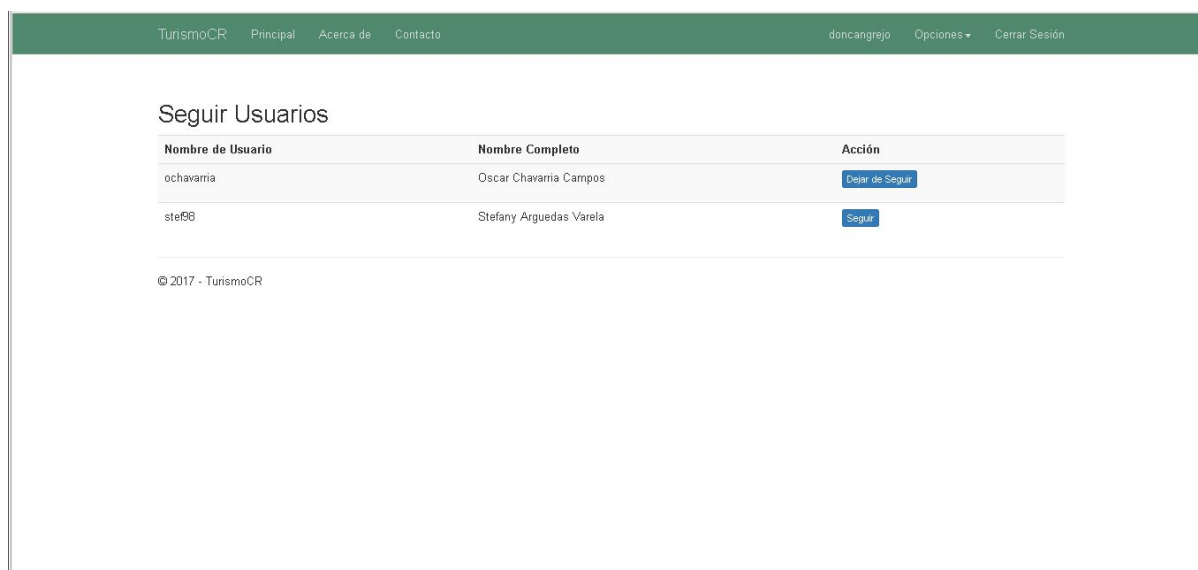 TurismoCR Principal Acerca de Contacto doncangrejo Opciones Cerrar Sesión
Seguir Usuarios
Nombre de Usuario Nombre Completo Acción
ochavarria Oscar Chavarria Campos Dejar de Seguir
stef98 Stefany Arguedas Varela Seguir
© 2017 - TurismoCR